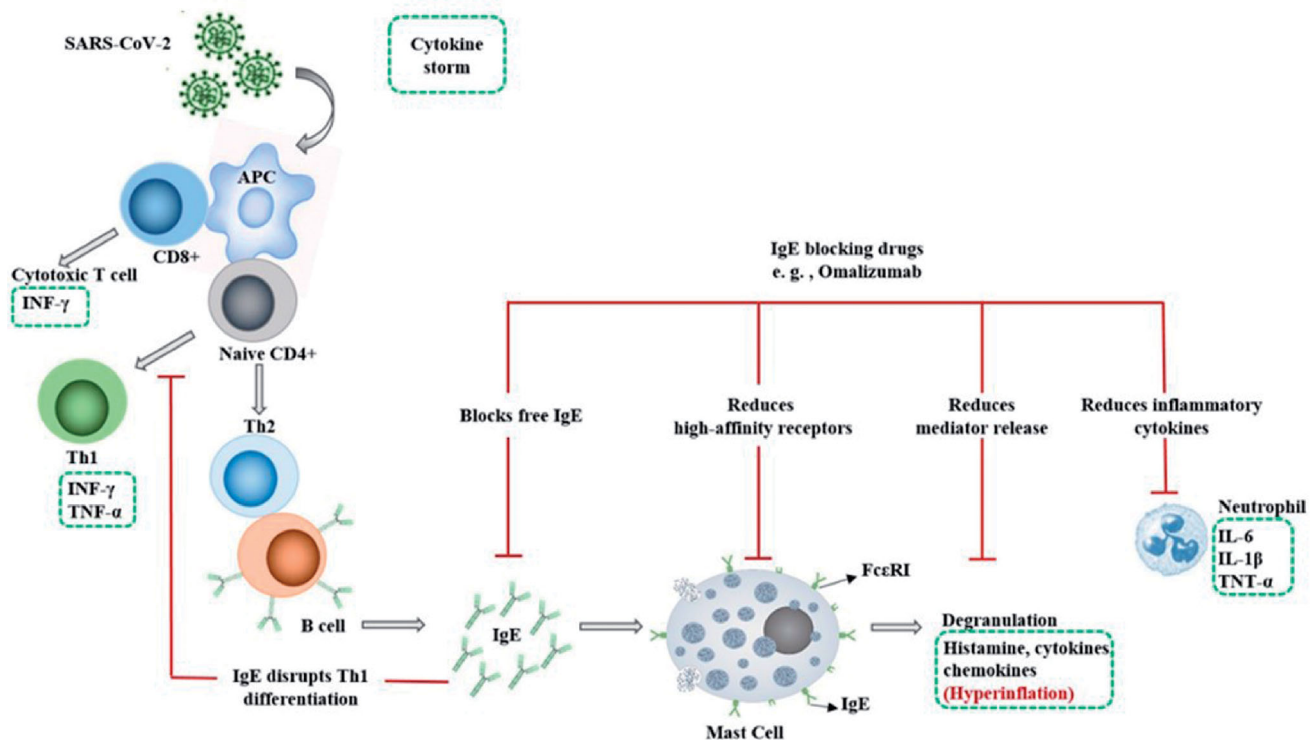 SARS-CoV-2
Cytokine
storm
APC
CD8+
Cytotoxic T cell
INF-γ
Naive CD4+
Th1
INF-γ
TNF-α
Th2
B cell
IgE disrupts Th1
differentiation
IgE
IgE blocking drugs
e. g. , Omalizumab
Blocks free IgE
Reduces
high-affinity receptors
Reduces
mediator release
Reduces inflammatory
cytokines
Neutrophil
IL-6
IL-1β
TNT-α
FcεRI
IgE
Mast Cell
Degranulation
Histamine, cytokines
chemokines
(Hyperinflation)